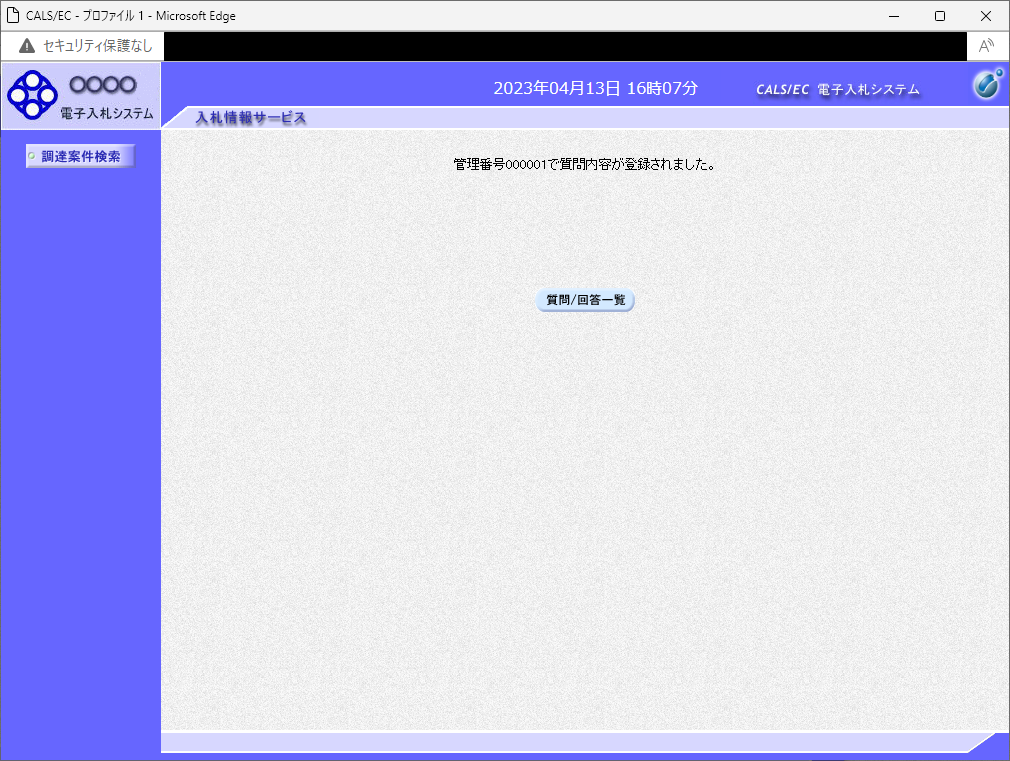 CALS/EC - プロファイル 1 - Microsoft Edge
セキュリティ保護なし
A
〇〇〇〇
電子入札システム
2023年04月13日 16時07分
CALS/EC 電子入札システム
入札情報サービス
調達案件検索
管理番号000001で質問内容が登録されました。
質問/回答一覧